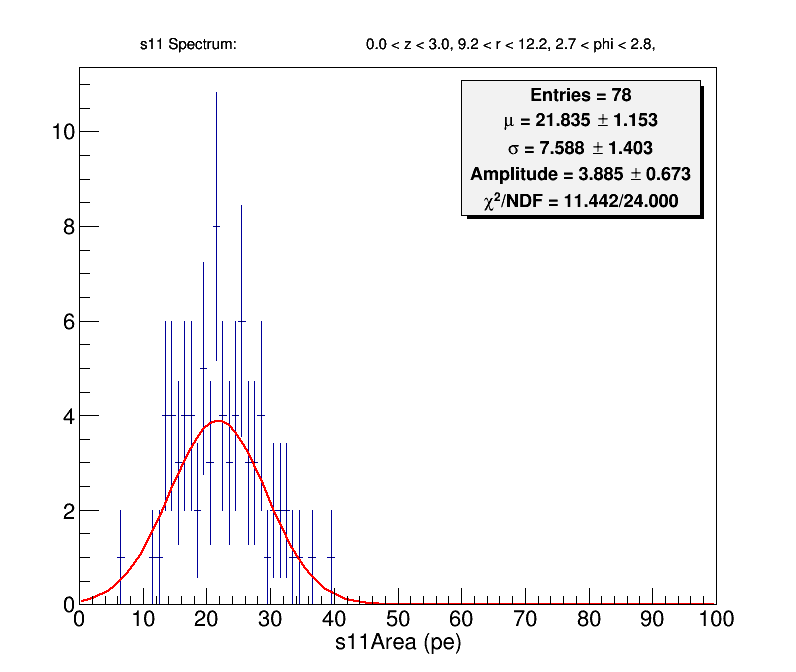 s11 Spectrum: 0.0 < z < 3.0, 9.2 < r < 12.2, 2.7 < phi < 2.8,
Entries = 78
μ = 21.835 ± 1.153
σ = 7.588 ± 1.403
Amplitude = 3.885 ± 0.673
χ²/NDF = 11.442/24.000
10
8
6
4
2
0
0 10 20 30 40 50 60 70 80 90 100
s11Area (pe)